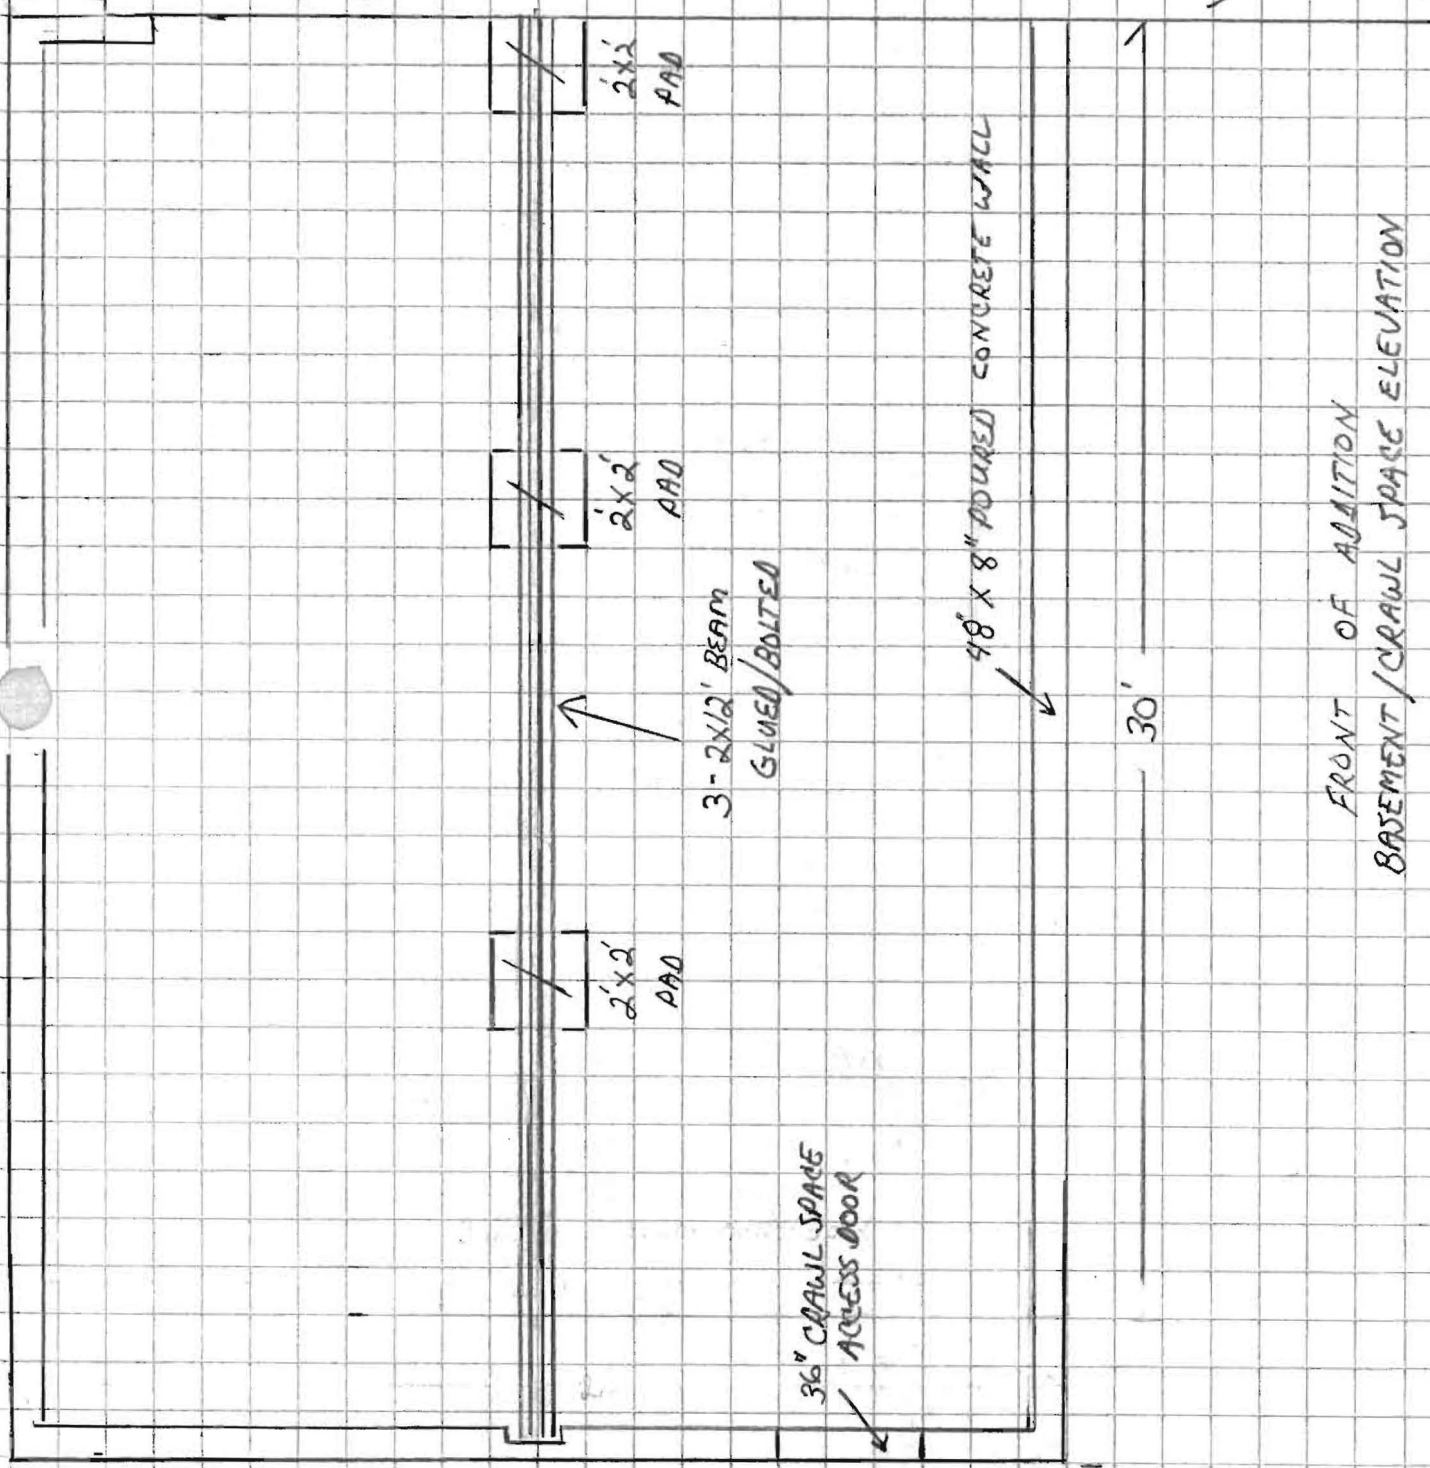 2'X2'
PAD
2'X2'
PAD
2'X2'
PAD
3-2X12' BEAM
GLUED/BOLTED
36" CRAWL SPACE
ACCESS DOOR
48" X 8" POURED CONCRETE WALL
30'
FRONT OF ADDITION
BASEMENT/CRAWL SPACE ELEVATION